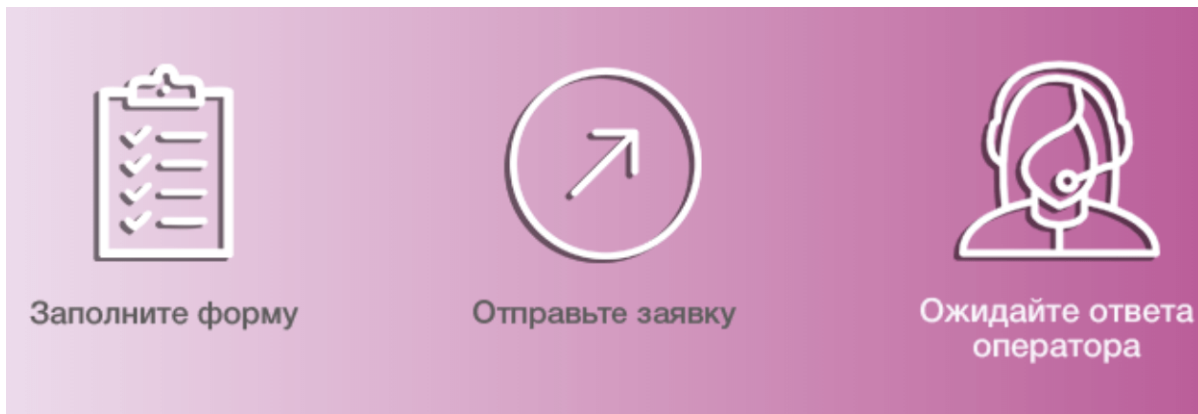 Заполните форму
Отправьте заявку
Ожидайте ответа
оператора